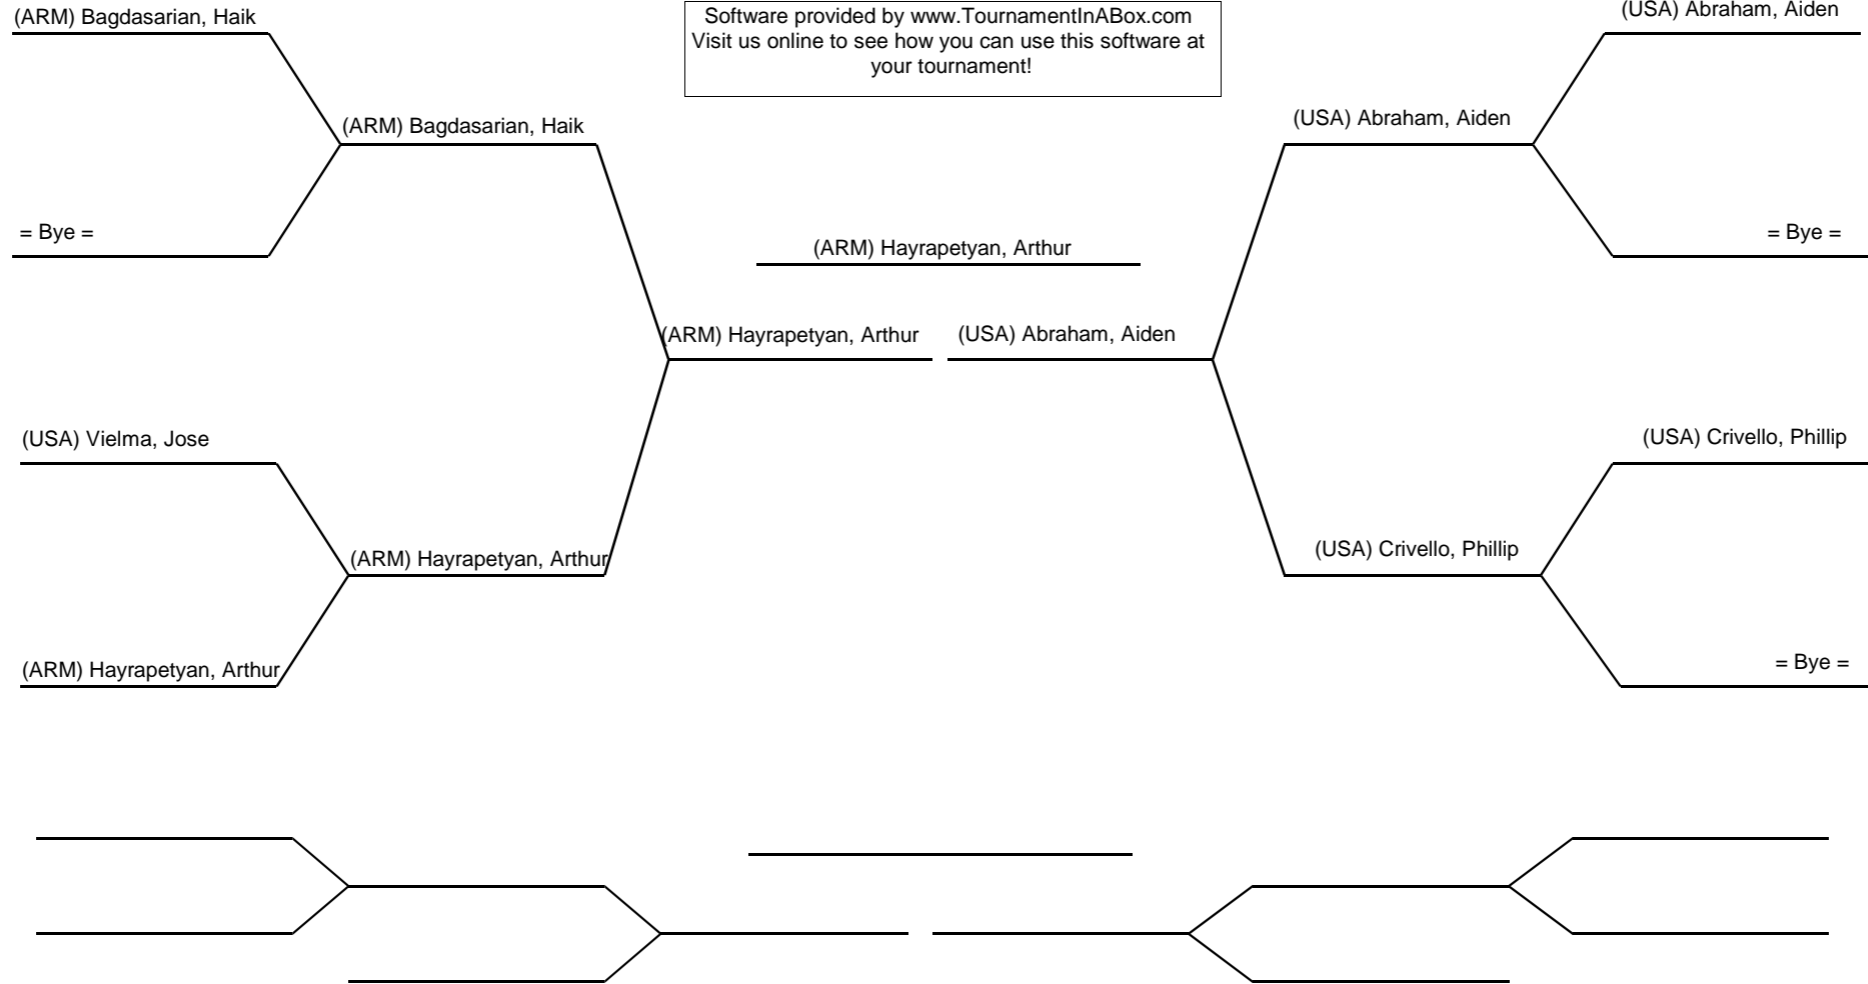 (ARM) Bagdasarian, Haik
Software provided by www.TournamentInABox.com
Visit us online to see how you can use this software at
your tournament!
(USA) Abraham, Aiden
(ARM) Bagdasarian, Haik
(USA) Abraham, Aiden
= Bye =
= Bye =
(ARM) Hayrapetyan, Arthur
(ARM) Hayrapetyan, Arthur
(USA) Abraham, Aiden
(USA) Vielma, Jose
(USA) Crivello, Phillip
(ARM) Hayrapetyan, Arthur
(USA) Crivello, Phillip
(ARM) Hayrapetyan, Arthur
= Bye =